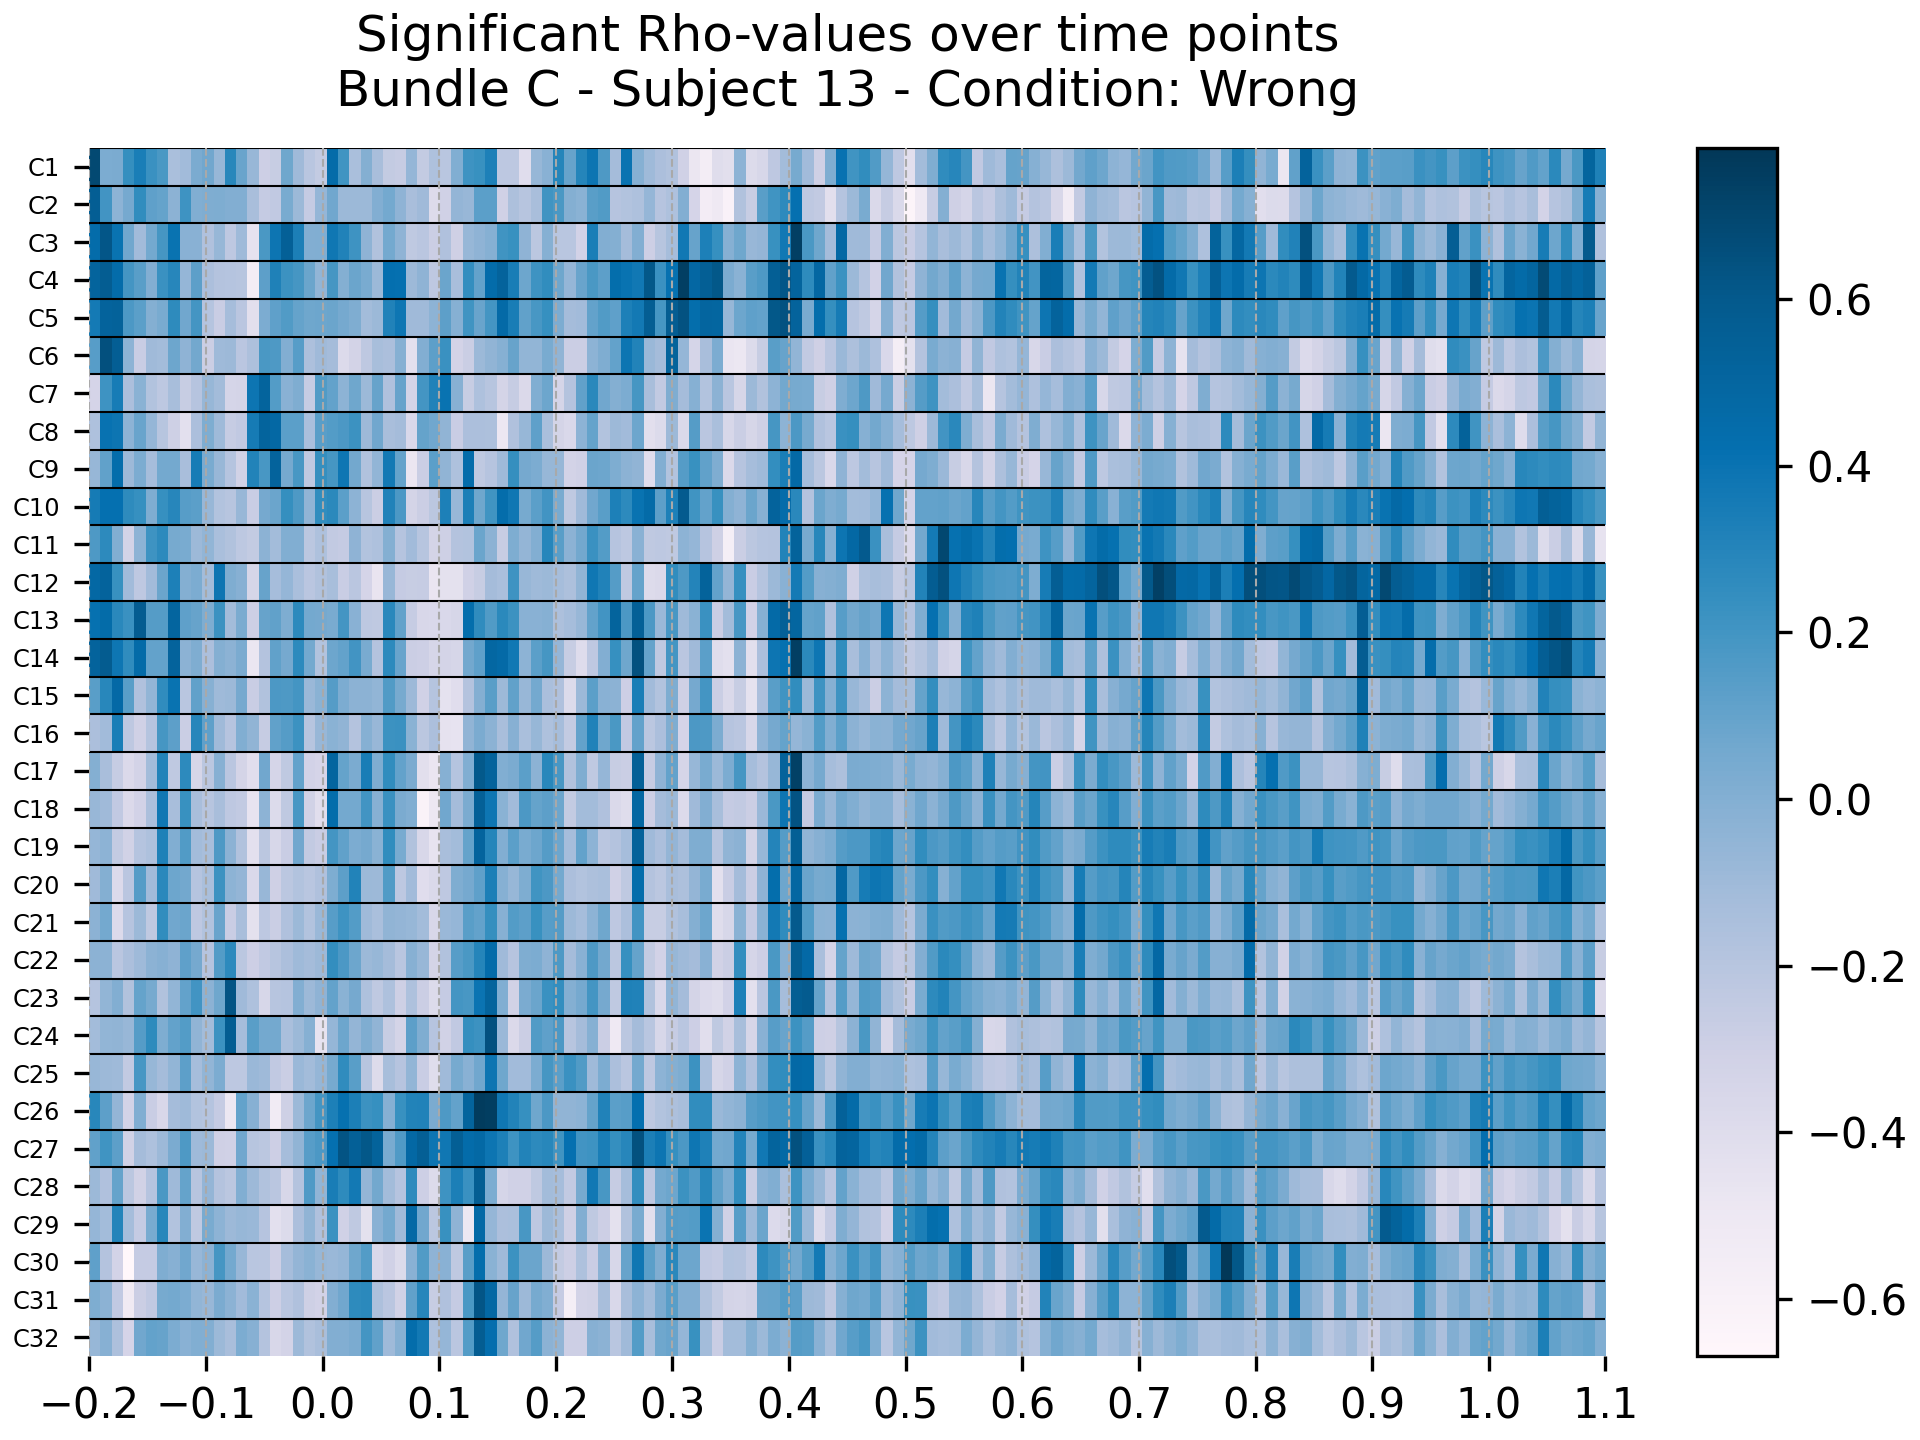 Significant Rho-values over time points
Bundle C - Subject 13 - Condition: Wrong
C1
C2
C3
C4
C5
C6
C7
C8
C9
C10
C11
C12
C13
C14
C15
C16
C17
C18
C19
C20
C21
C22
C23
C24
C25
C26
C27
C28
C29
C30
C31
C32
−0.2 −0.1 0.0 0.1 0.2 0.3 0.4 0.5 0.6 0.7 0.8 0.9 1.0 1.1
0.6
0.4
0.2
0.0
−0.2
−0.4
−0.6